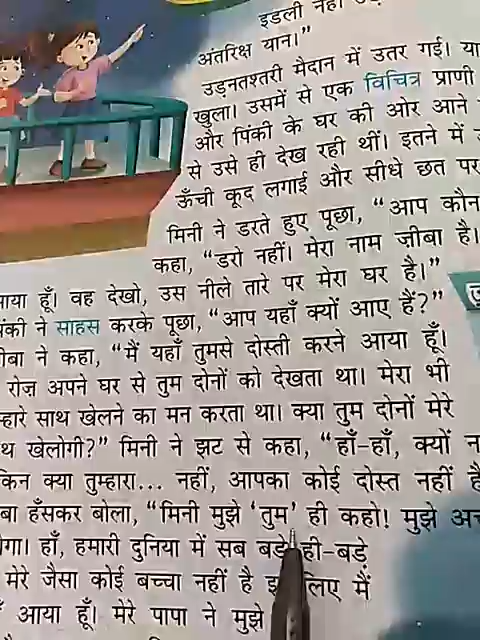 इडली नहीं
अंतरिक्ष यान।"
उड़नतश्तरी मैदान में उतर गई। या
खुला। उसमें से एक विचित्र प्राणी
और पिंकी के घर की ओर आने
से उसे ही देख रही थीं। इतने में
ऊँची कूद लगाई और सीधे छत पर
मिनी ने डरते हुए पूछा, "आप कौन
कहा, "डरो नहीं। मेरा नाम ज़ीबा है।
आया हूँ। वह देखो, उस नीले तारे पर मेरा घर है।"
पिंकी ने साहस करके पूछा, "आप यहाँ क्यों आए हैं?"
ज़ीबा ने कहा, "मैं यहाँ तुमसे दोस्ती करने आया हूँ।
रोज़ अपने घर से तुम दोनों को देखता था। मेरा भी
म्हारे साथ खेलने का मन करता था। क्या तुम दोनों मेरे
थ खेलोगी?" मिनी ने झट से कहा, "हाँ-हाँ, क्यों न
किन क्या तुम्हारा... नहीं, आपका कोई दोस्त नहीं है
बा हँसकर बोला, "मिनी मुझे 'तुम' ही कहो! मुझे अच
गा। हाँ, हमारी दुनिया में सब बड़े ही-बड़े
मेरे जैसा कोई बच्चा नहीं है लिए मैं
आया हूँ। मेरे पापा ने मुझे